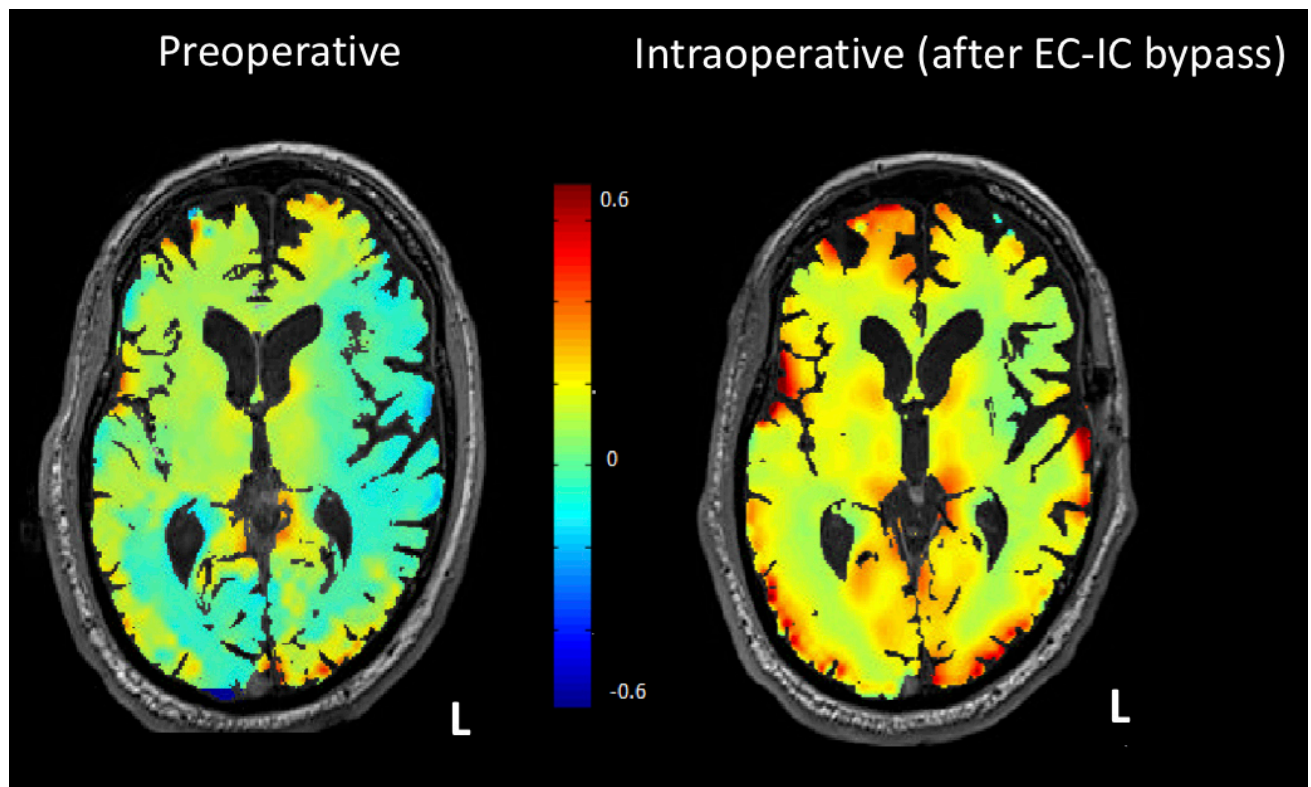 Preoperative
Intraoperative (after EC-IC bypass)
0.6
0
-0.6
L
L